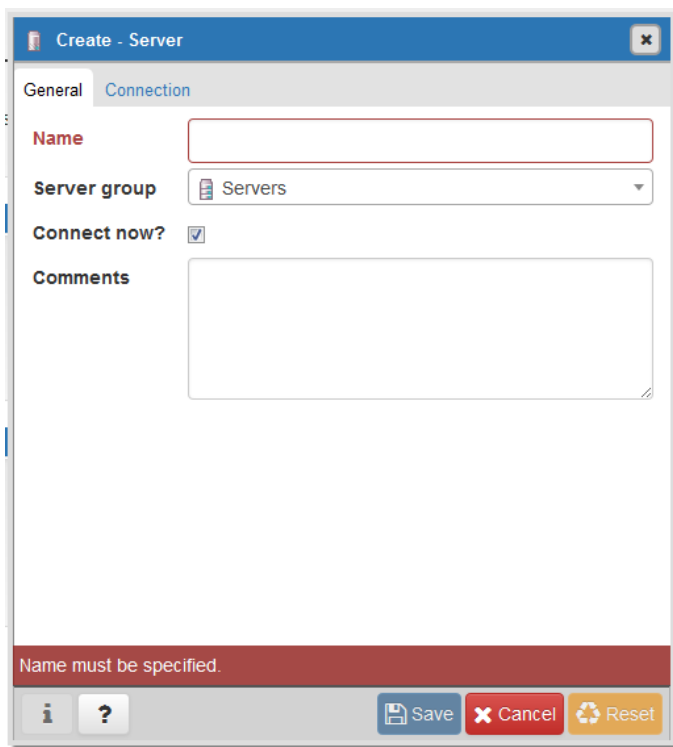 Create - Server
General Connection
Name
Server group Servers
Connect now?
Comments
Name must be specified.
i ? Save Cancel Reset